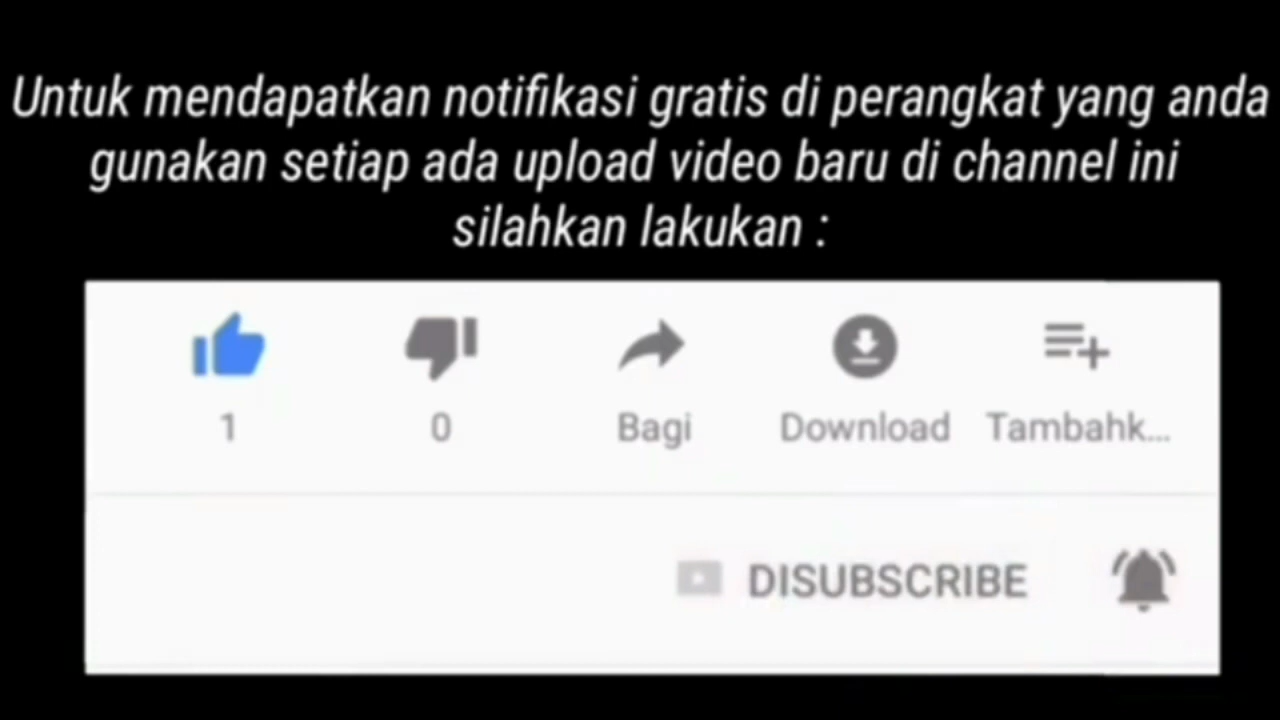 Untuk mendapatkan notifikasi gratis di perangkat yang anda
gunakan setiap ada upload video baru di channel ini
silahkan lakukan :
1 0 Bagi Download Tambahk...
DISUBSCRIBE